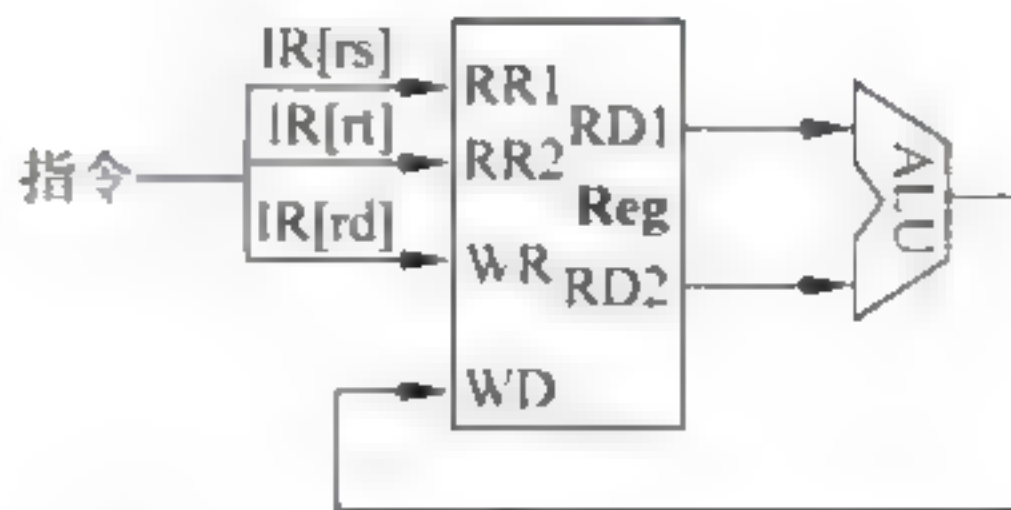 IR[rs]
RR1
IR[rt]
RD1
RR2
指令
Reg
ALU
IR[rd]
WR
RD2
WD